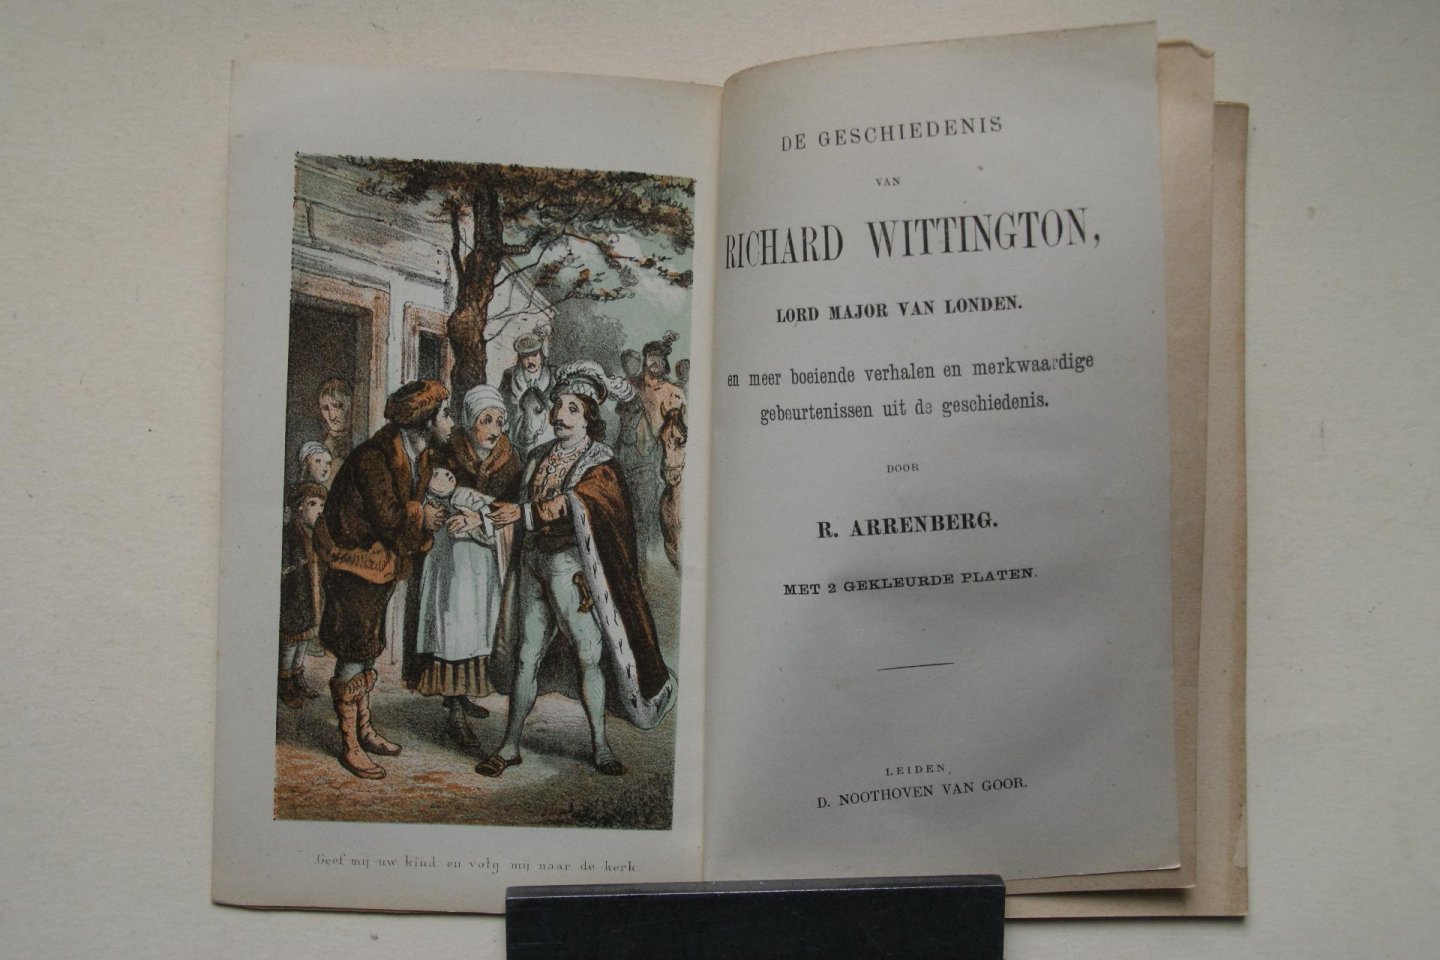 Geef mij uw kind en volg mij naar de kerk
DE GESCHIEDENIS
VAN
RICHARD WITTINGTON,
LORD MAJOR VAN LONDEN.
en meer boeiende verhalen en merkwaardige
gebeurtenissen uit de geschiedenis.
DOOR
R. ARRENBERG.
MET 2 GEKLEURDE PLATEN.
LEIDEN,
D. NOOTHOVEN VAN GOOR.